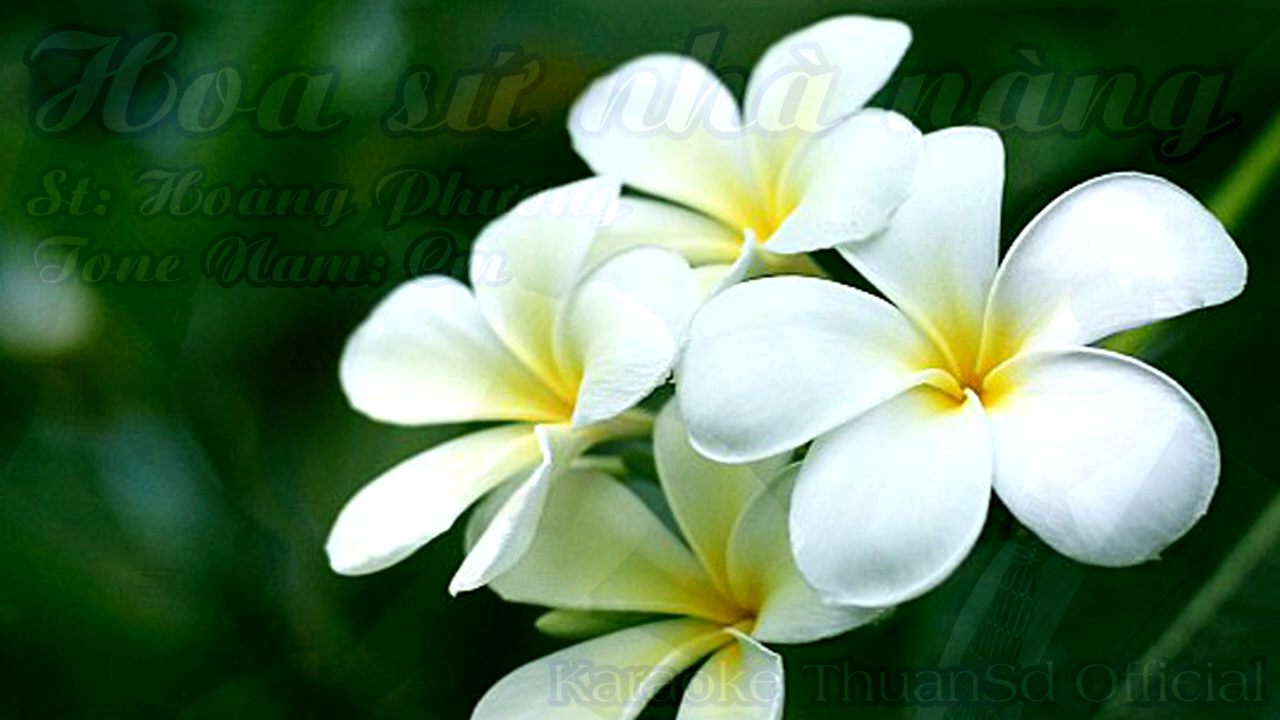 Hoa sứ nhà nàng
St: Hoàng Phương
Tone Nam: Cm
Karaoke ThuanSd Official